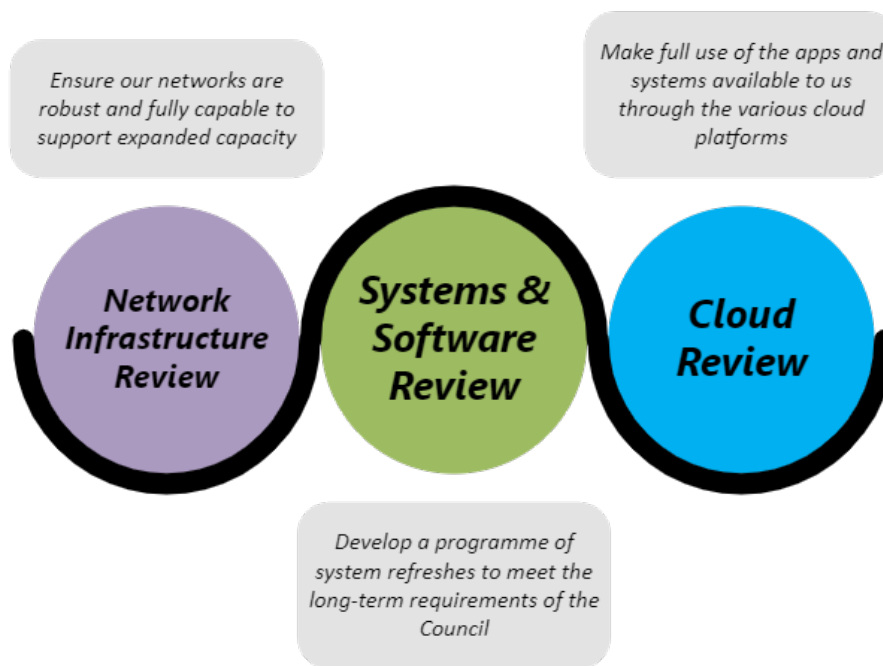 Ensure our networks are
robust and fully capable to
support expanded capacity
Make full use of the apps and
systems available to us
through the various cloud
platforms
Network
Infrastructure
Review
Systems &
Software
Review
Cloud
Review
Develop a programme of
system refreshes to meet the
long-term requirements of the
Council